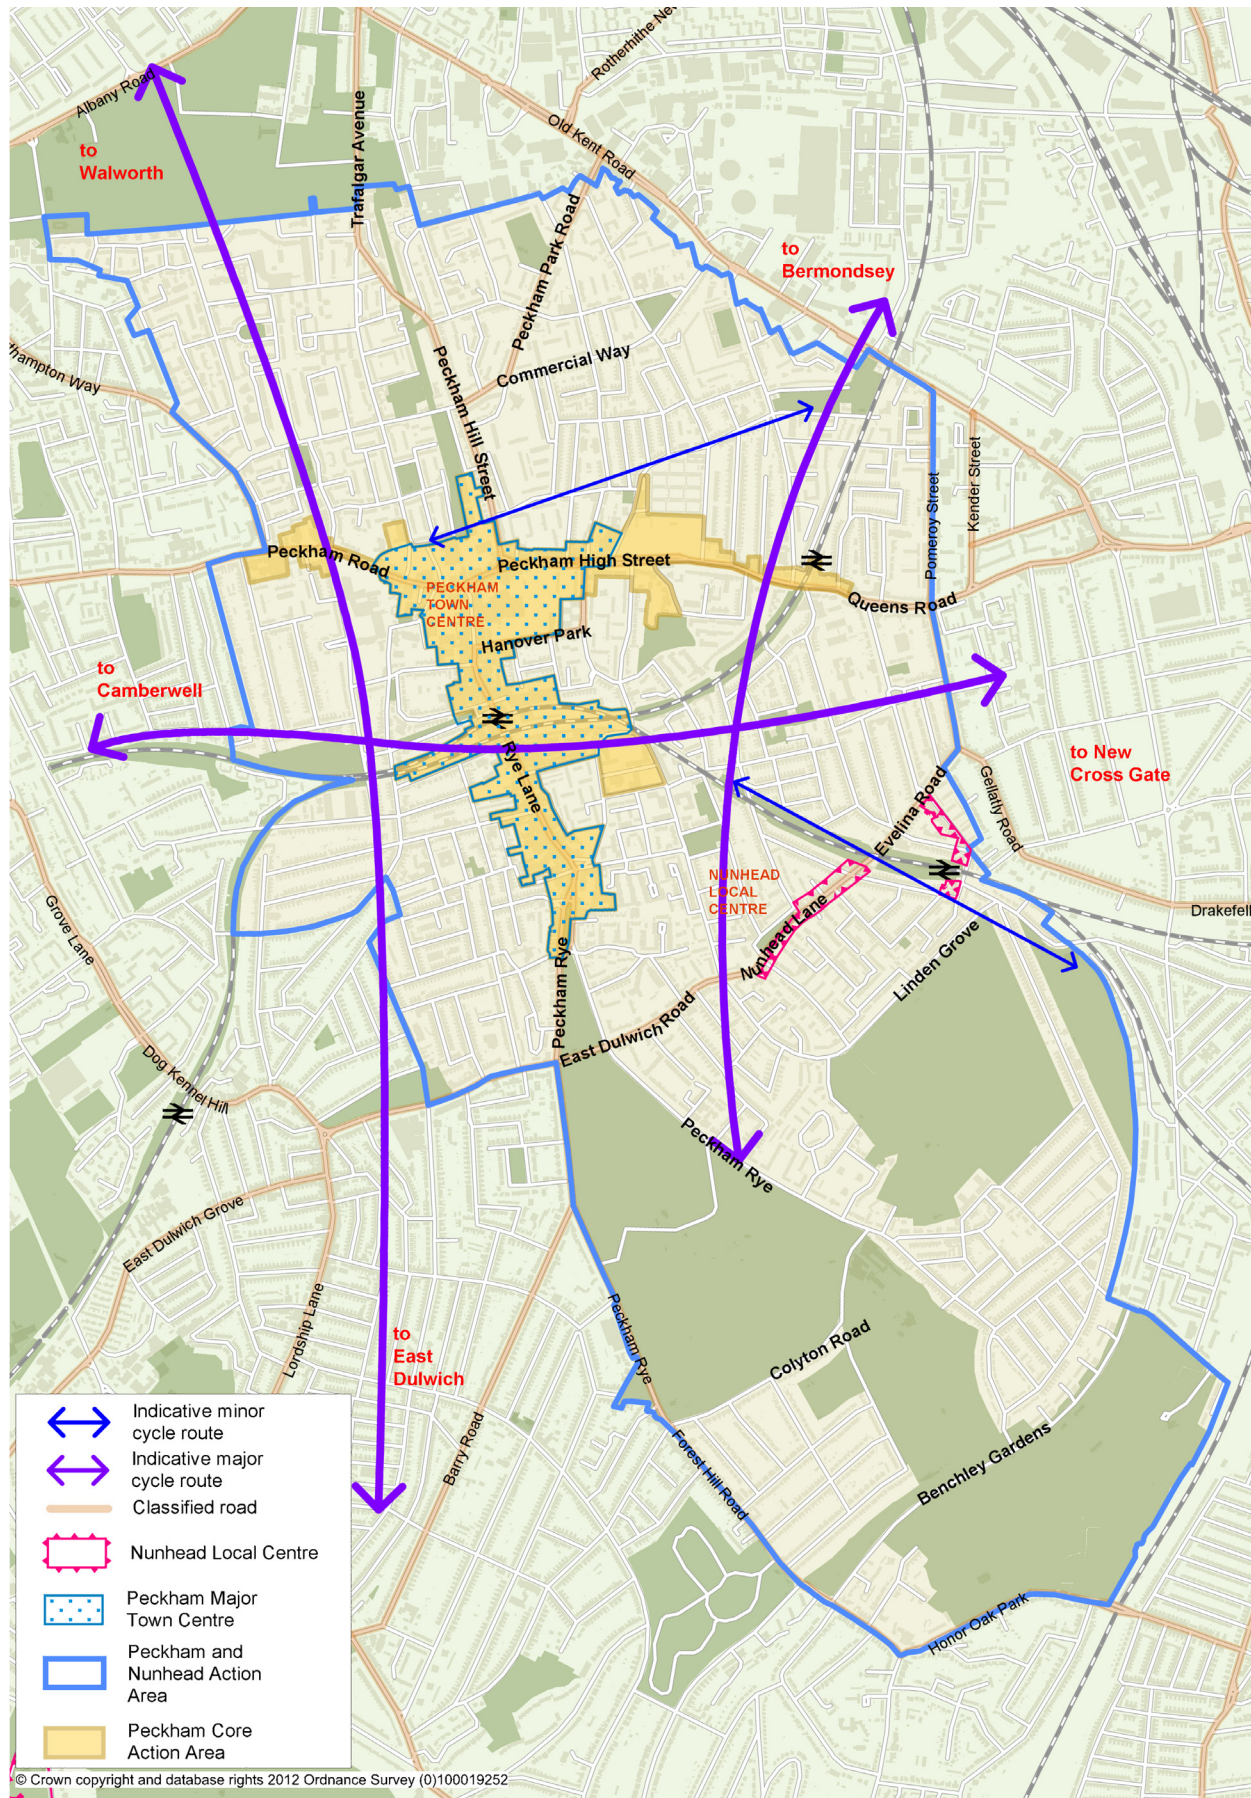 Rotherhithe Ne
Albany Road
Old Kent Road
Trafalgar Avenue
to
Walworth
Peckham Park Road
to
Bermondsey
thampton Way
Commercial Way
Peckham Hill Street
Kender Street
Pomeroy Street
Peckham Road
Peckham High Street
PECKHAM
TOWN
CENTRE
Queens Road
Hanover Park
to
Camberwell
to New
Cross Gate
Rye Lane
Gellatly Road
Evelina Road
NUNHEAD
LOCAL
CENTRE
Nunhead Lane
Drakefell
Grove Lane
Linden Grove
Peckham Rye
East Dulwich Road
Dog Kennel Hill
Peckham Rye
East Dulwich Grove
Lordship Lane
Peckham Rye
to
East
Dulwich
Colyton Road
Barry Road
Forest Hill Road
Benchley Gardens
Honor Oak Park
Indicative minor
cycle route
Indicative major
cycle route
Classified road
Nunhead Local Centre
Peckham Major
Town Centre
Peckham and
Nunhead Action
Area
Peckham Core
Action Area
© Crown copyright and database rights 2012 Ordnance Survey (0)100019252